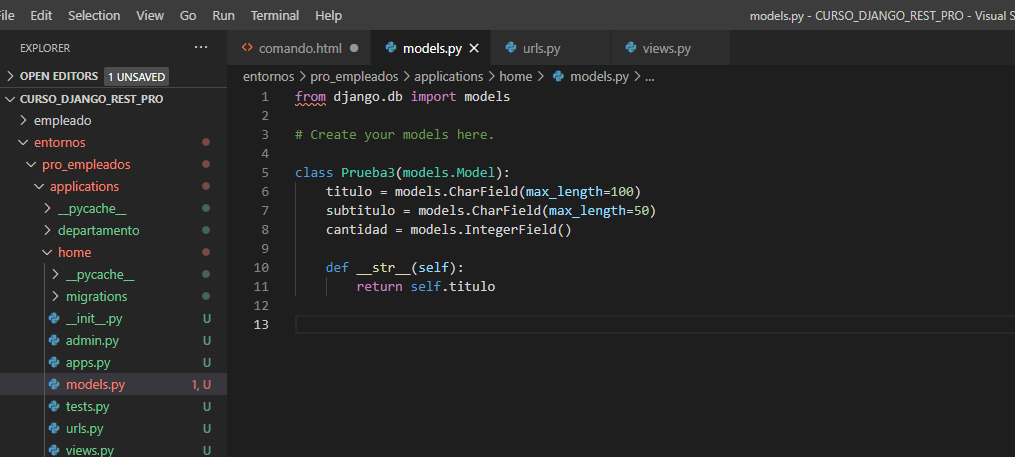 File Edit Selection View Go Run Terminal Help models.py - CURSO_DJANGO_REST_PRO - Visual S
EXPLORER ...
comando.html models.py urls.py views.py
OPEN EDITORS 1 UNSAVED
entornos > pro_empleados > applications > home > models.py > ...
CURSO_DJANGO_REST_PRO
empleado
entornos
pro_empleados
applications
__pycache__
departamento
home
__pycache__
migrations
__init__.py U
admin.py U
apps.py U
models.py 1, U
tests.py U
urls.py U
views.py U
1 from django.db import models
2
3 # Create your models here.
4
5 class Prueba3(models.Model):
6 titulo = models.CharField(max_length=100)
7 subtitulo = models.CharField(max_length=50)
8 cantidad = models.IntegerField()
9
10 def __str__(self):
11 return self.titulo
12
13